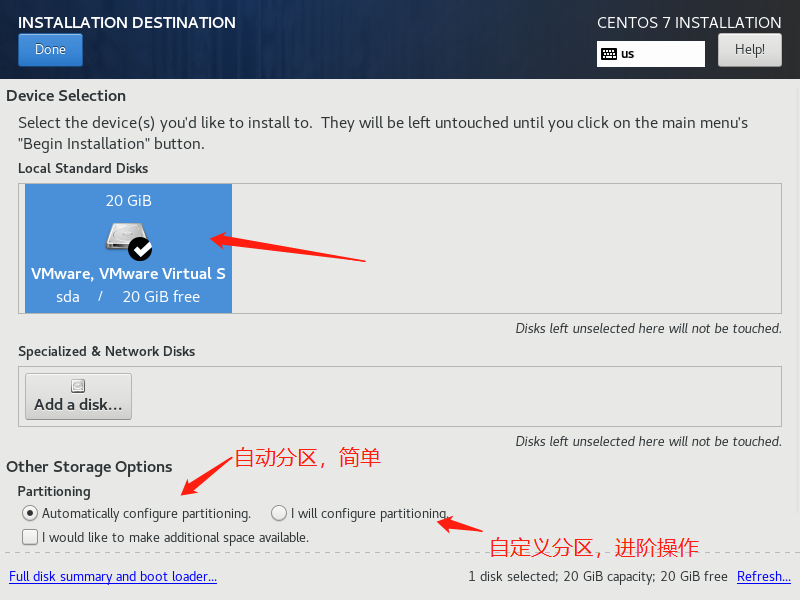 INSTALLATION DESTINATION
CENTOS 7 INSTALLATION
Done
us
Help!
Device Selection
Select the device(s) you'd like to install to.  They will be left untouched until you click on the main menu's
"Begin Installation" button.
Local Standard Disks
20 GiB
VMware, VMware Virtual S
sda / 20 GiB free
Disks left unselected here will not be touched.
Specialized & Network Disks
Add a disk...
Disks left unselected here will not be touched.
自动分区，简单
Other Storage Options
Partitioning
Automatically configure partitioning.
I will configure partitioning.
I would like to make additional space available.
自定义分区，进阶操作
Full disk summary and boot loader...
1 disk selected; 20 GiB capacity; 20 GiB free
Refresh...